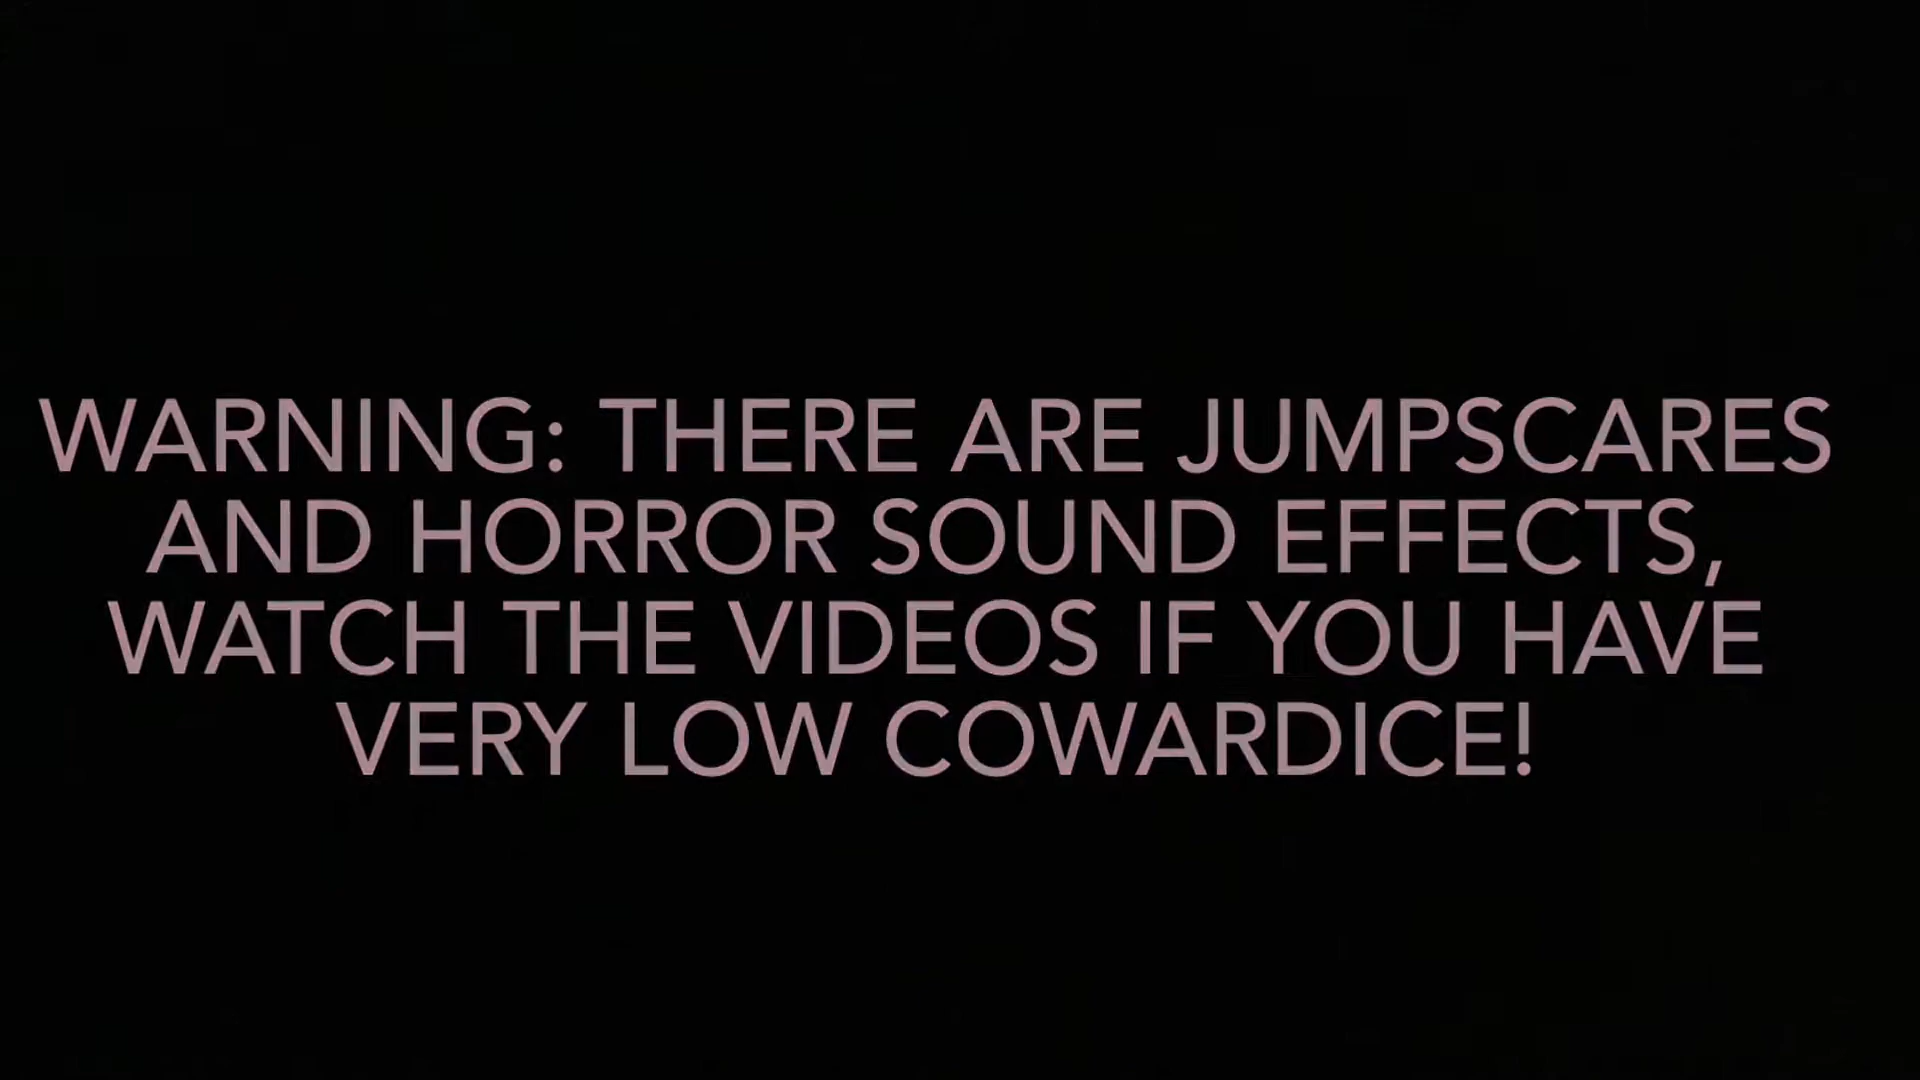 WARNING: THERE ARE JUMPSCARES
AND HORROR SOUND EFFECTS,
WATCH THE VIDEOS IF YOU HAVE
VERY LOW COWARDICE!